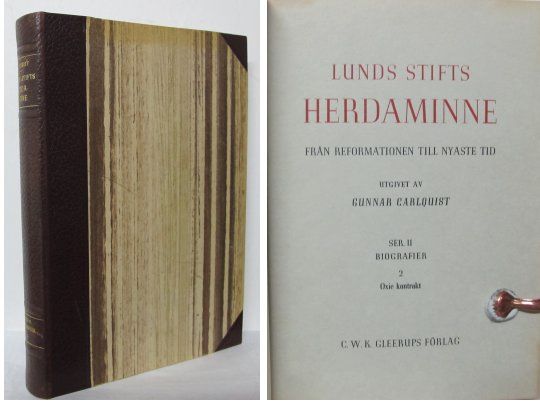 STIFTS
LUNDS STIFTS
HERDAMINNE
FRÅN REFORMATIONEN TILL NYASTE TID
UTGIVET AV
GUNNAR CARLQUIST
SER. II
BIOGRAFIER
2
Oxie kontrakt
C. W. K. GLEERUPS FÖRLAG